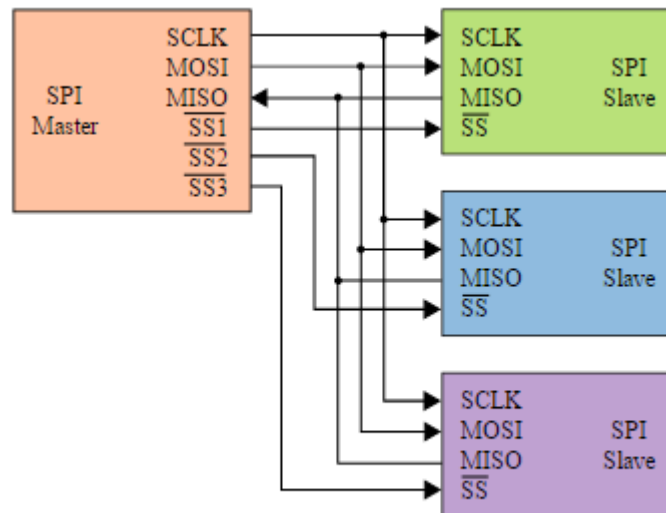 SCLK
MOSI
MISO
SS1
SS2
SS3
SPI
Master
SCLK
MOSI
MISO
SS
SPI
Slave
SCLK
MOSI
MISO
SS
SPI
Slave
SCLK
MOSI
MISO
SS
SPI
Slave